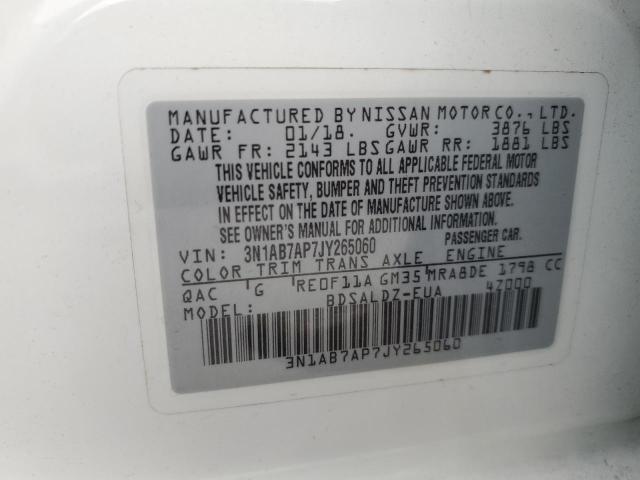 MANUFACTURED BY NISSAN MOTOR CO., LTD.
DATE: 01/18. GVWR: 3876 LBS
GAWR FR: 2143 LBS GAWR RR: 1881 LBS
THIS VEHICLE CONFORMS TO ALL APPLICABLE FEDERAL MOTOR
VEHICLE SAFETY, BUMPER AND THEFT PREVENTION STANDARDS
IN EFFECT ON THE DATE OF MANUFACTURE SHOWN ABOVE.
SEE OWNER'S MANUAL FOR ADDITIONAL INFORMATION.
VIN: 3N1AB7AP7JY265060 PASSENGER CAR.
COLOR TRIM TRANS AXLE ENGINE
QAC G RE0F11A GM35 MRA8DE 1798 CC
MODEL: BDSALDZ-EUA 4Z000
3N1AB7AP7JY265060